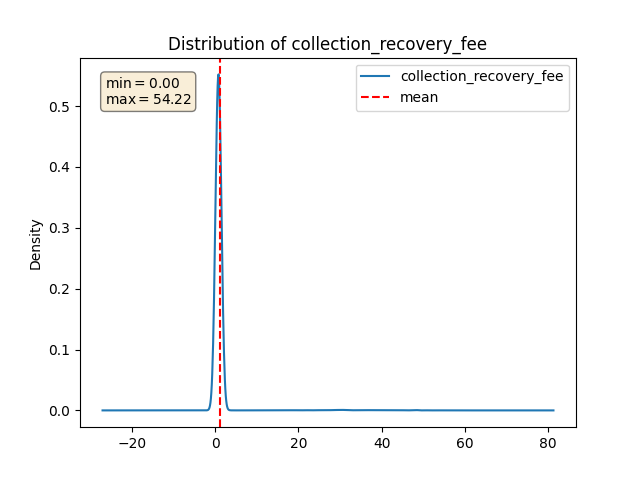 Distribution of collection_recovery_fee
min = 0.00
max = 54.22
collection_recovery_fee
mean
Density
0.5
0.4
0.3
0.2
0.1
0.0
−20 0 20 40 60 80